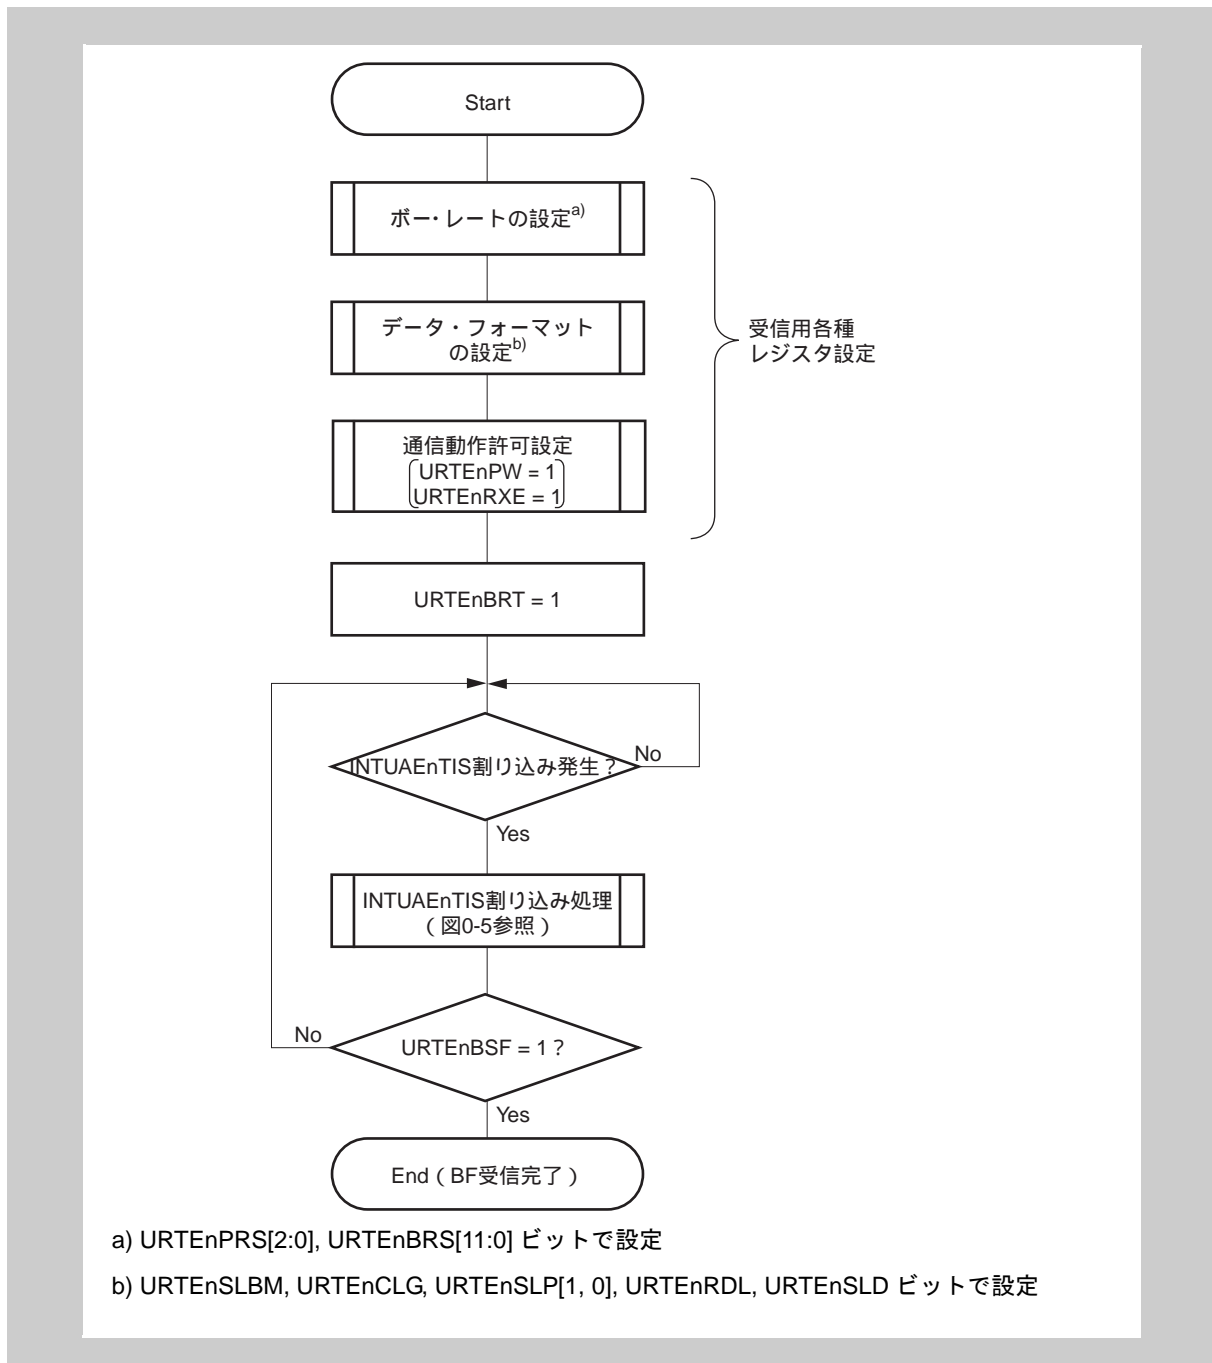 Start
ボー・レートの設定a)
データ・フォーマット
の設定b)
受信用各種
レジスタ設定
通信動作許可設定
URTEnPW = 1
URTEnRXE = 1
URTEnBRT = 1
INTUAEnTIS割り込み発生？
No
Yes
INTUAEnTIS割り込み処理
（図0-5参照）
No
URTEnBSF = 1？
Yes
End（BF受信完了）
a) URTEnPRS[2:0], URTEnBRS[11:0] ビットで設定
b) URTEnSLBM, URTEnCLG, URTEnSLP[1, 0], URTEnRDL, URTEnSLD ビットで設定